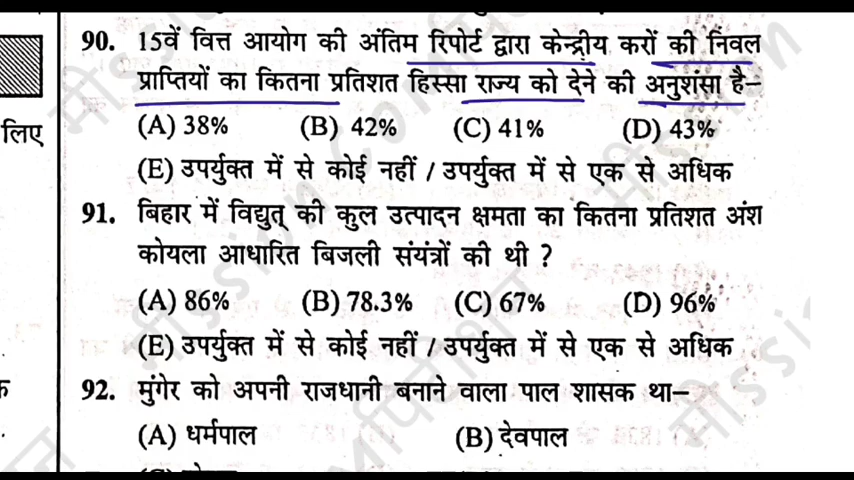 90. 15वें वित्त आयोग की अंतिम रिपोर्ट द्वारा केन्द्रीय करों की निवल
प्राप्तियों का कितना प्रतिशत हिस्सा राज्य को देने की अनुशंसा है–
(A) 38% (B) 42% (C) 41% (D) 43%
लिए
(E) उपर्युक्त में से कोई नहीं / उपर्युक्त में से एक से अधिक
91. बिहार में विद्युत् की कुल उत्पादन क्षमता का कितना प्रतिशत अंश
कोयला आधारित बिजली संयंत्रों की थी ?
(A) 86% (B) 78.3% (C) 67% (D) 96%
(E) उपर्युक्त में से कोई नहीं / उपर्युक्त में से एक से अधिक
92. मुंगेर को अपनी राजधानी बनाने वाला पाल शासक था–
(A) धर्मपाल (B) देवपाल